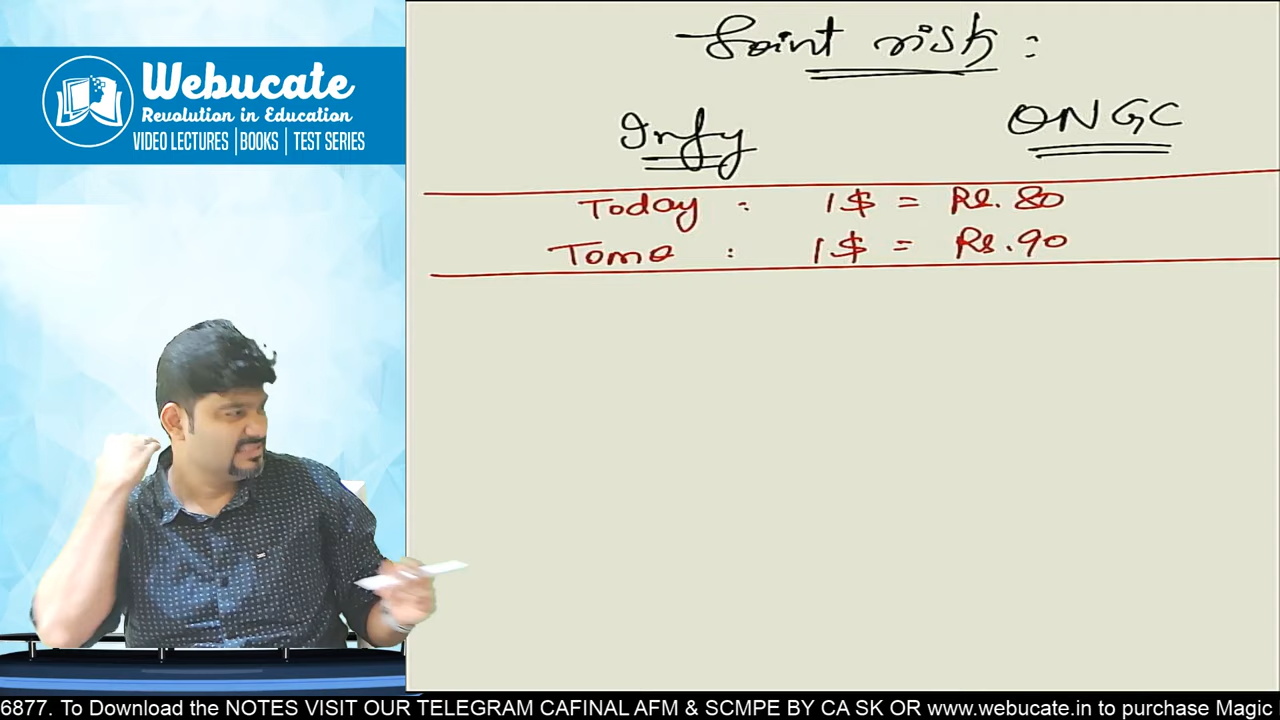 Webucate
Revolution in Education
VIDEO LECTURES | BOOKS | TEST SERIES
Joint risk :
Infy
ONGC
Today : 1$ = Rs. 80
Tomo : 1$ = Rs. 90
6877. To Download the NOTES VISIT OUR TELEGRAM CAFINAL AFM & SCMPE BY CA SK OR www.webucate.in to purchase Magic